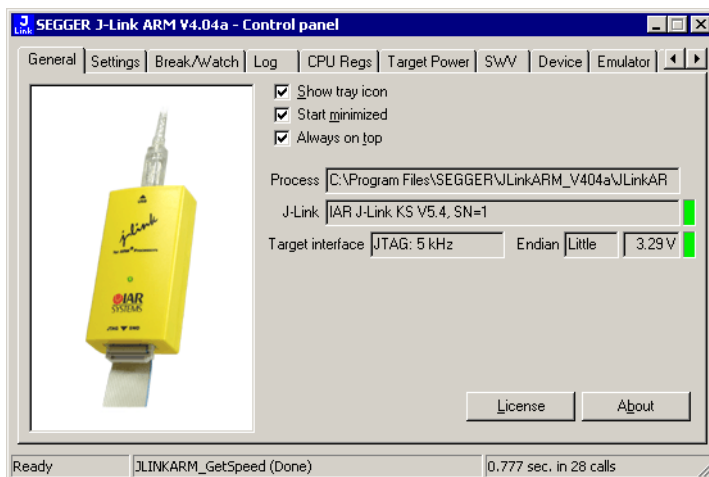 J Link SEGGER J-Link ARM V4.04a - Control panel
General Settings Break/Watch Log CPU Regs Target Power SWV Device Emulator
Show tray icon
Start minimized
Always on top
Process C:\Program Files\SEGGER\JLinkARM_V404a\JLinkAR
J-Link IAR J-Link KS V5.4, SN=1
Target interface JTAG: 5 kHz Endian Little 3.29 V
j-link
IAR
SYSTEMS
License About
Ready JLINKARM_GetSpeed (Done) 0.777 sec. in 28 calls